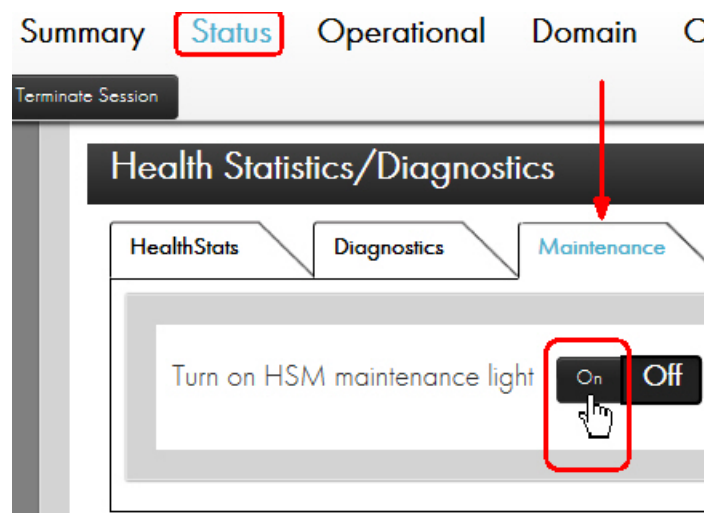 Summary Status Operational Domain
Terminate Session
Health Statistics/Diagnostics
HealthStats Diagnostics Maintenance
Turn on HSM maintenance light On Off